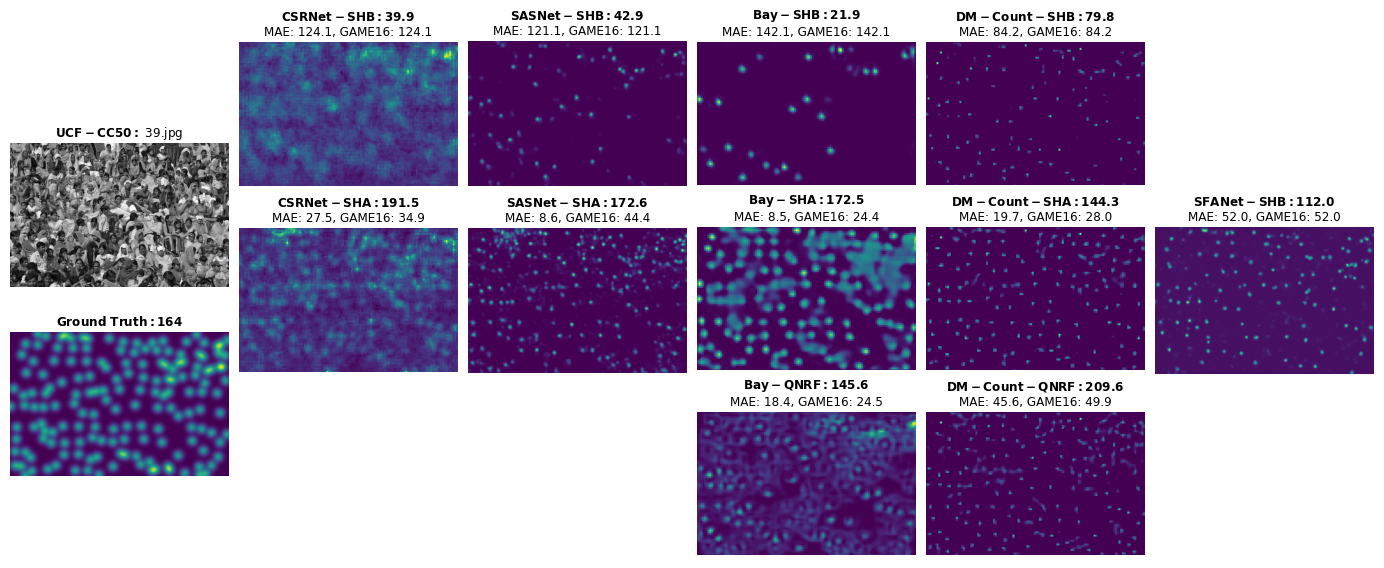 UCF − CC50: 39.jpg
Ground Truth: 164
CSRNet − SHB: 39.9
MAE: 124.1, GAME16: 124.1
SASNet − SHB: 42.9
MAE: 121.1, GAME16: 121.1
Bay − SHB: 21.9
MAE: 142.1, GAME16: 142.1
DM − Count − SHB: 79.8
MAE: 84.2, GAME16: 84.2
CSRNet − SHA: 191.5
MAE: 27.5, GAME16: 34.9
SASNet − SHA: 172.6
MAE: 8.6, GAME16: 44.4
Bay − SHA: 172.5
MAE: 8.5, GAME16: 24.4
DM − Count − SHA: 144.3
MAE: 19.7, GAME16: 28.0
SFANet − SHB: 112.0
MAE: 52.0, GAME16: 52.0
Bay − QNRF: 145.6
MAE: 18.4, GAME16: 24.5
DM − Count − QNRF: 209.6
MAE: 45.6, GAME16: 49.9